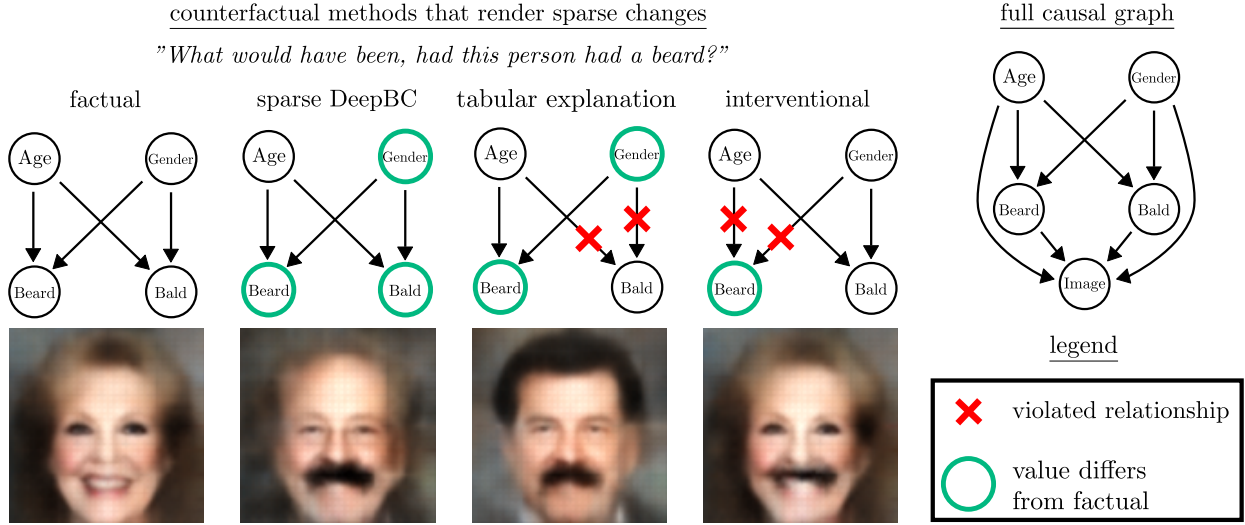 counterfactual methods that render sparse changes
"What would have been, had this person had a beard?"
factual
sparse DeepBC
tabular explanation
interventional
Age
Gender
Beard
Bald
Age
Gender
Beard
Bald
Age
Gender
Beard
Bald
Age
Gender
Beard
Bald
full causal graph
Age
Gender
Beard
Bald
Image
legend
violated relationship
value differs
from factual